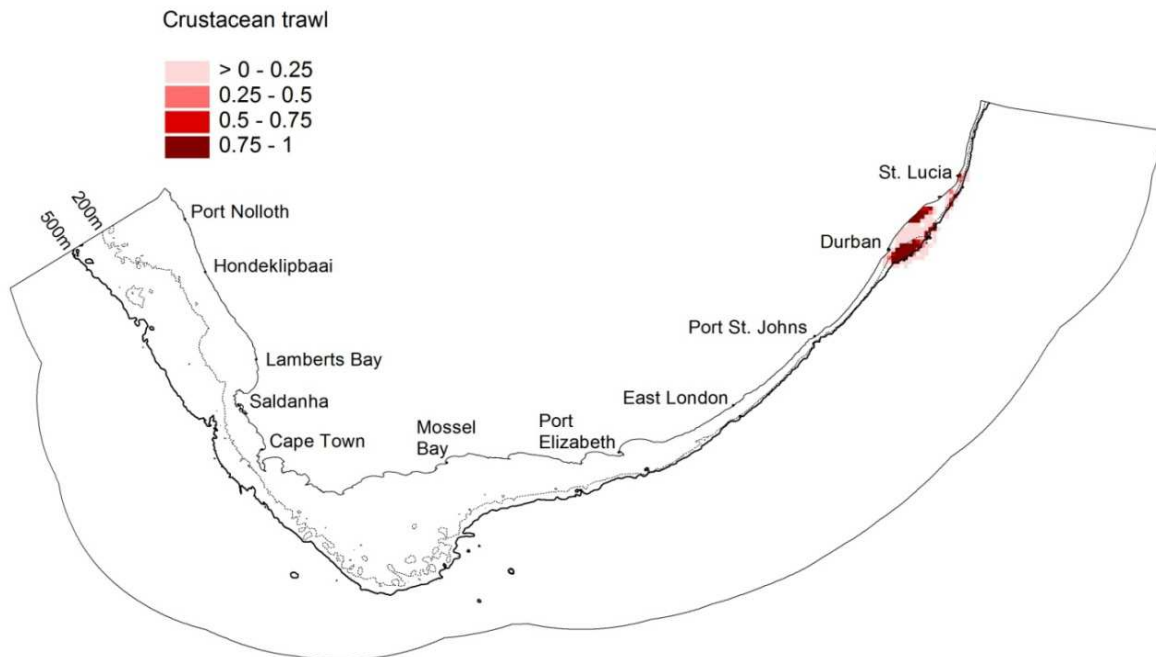 Crustacean trawl
> 0 - 0.25
0.25 - 0.5
0.5 - 0.75
0.75 - 1
200m
500m
Port Nolloth
Hondeklipbaai
Lamberts Bay
Saldanha
Cape Town
Mossel
Bay
Port
Elizabeth
East London
Port St. Johns
Durban
St. Lucia